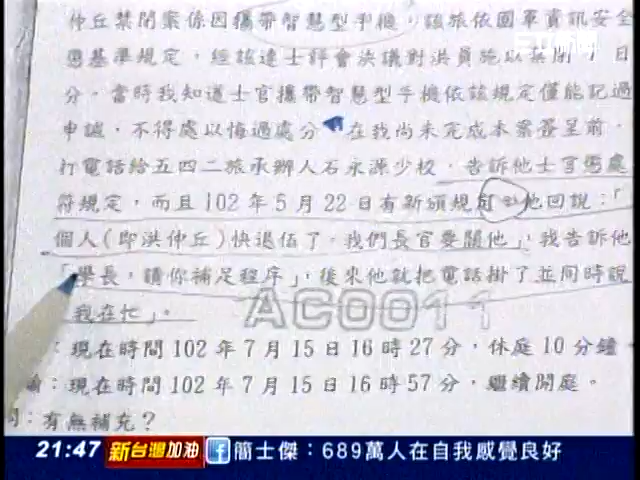 仲丘禁閉案係因攜帶智慧型手機，該旅依國軍資訊安全
懲基準規定，經該連士評會決議對洪員施以禁閉 7 日
分，當時我知道士官攜帶智慧型手機依該規定僅能記過
申誡，不得處以悔過處分 在我尚未完成本案簽呈前，
打電話給五四二旅承辦人石永源少校，告訴他士官懲處
符規定，而且 102 年 5 月 22 日有新頒規定，他回說：「
個人（即洪仲丘）快退伍了，我們長官要關他」，我告訴他
「學長，請你補足程序」，後來他就把電話掛了並同時說
我在忙」。
AC0011
：現在時間 102 年 7 月 15 日 16 時 27 分，休庭 10 分鐘，
諭：現在時間 102 年 7 月 15 日 16 時 57 分，繼續開庭。
問：有無補充？
21:47 新台灣加油 f 簡士傑：689萬人在自我感覺良好